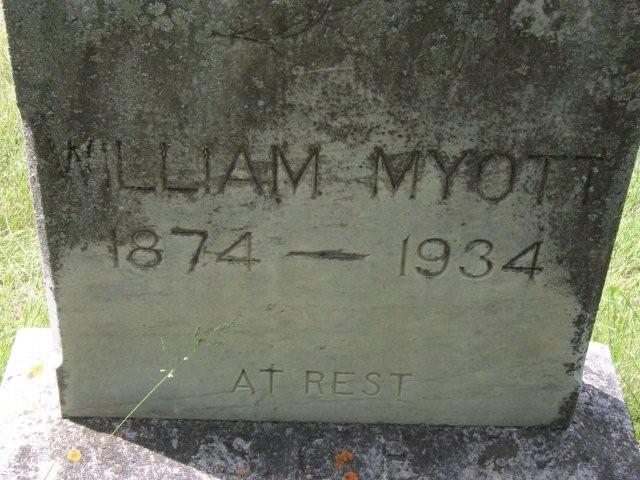 WILLIAM MYOTT
1874 — 1934
AT REST